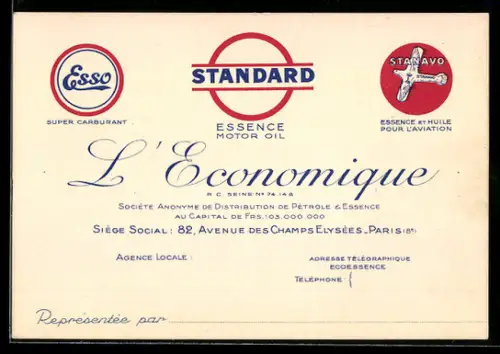 Esso
SUPER CARBURANT
STANDARD
ESSENCE
MOTOR OIL
STANAVO
ESSENCE ET HUILE
POUR L'AVIATION
L'Economique
R. C. SEINE No 74.148
SOCIÉTÉ ANONYME DE DISTRIBUTION DE PÉTROLE & ESSENCE
AU CAPITAL DE FRS. 103.000.000
SIÈGE SOCIAL : 82, AVENUE DES CHAMPS ELYSÉES _ PARIS (8e)
AGENCE LOCALE :
ADRESSE TÉLÉGRAPHIQUE
ECOESSENCE
TÉLÉPHONE :
Représentée par